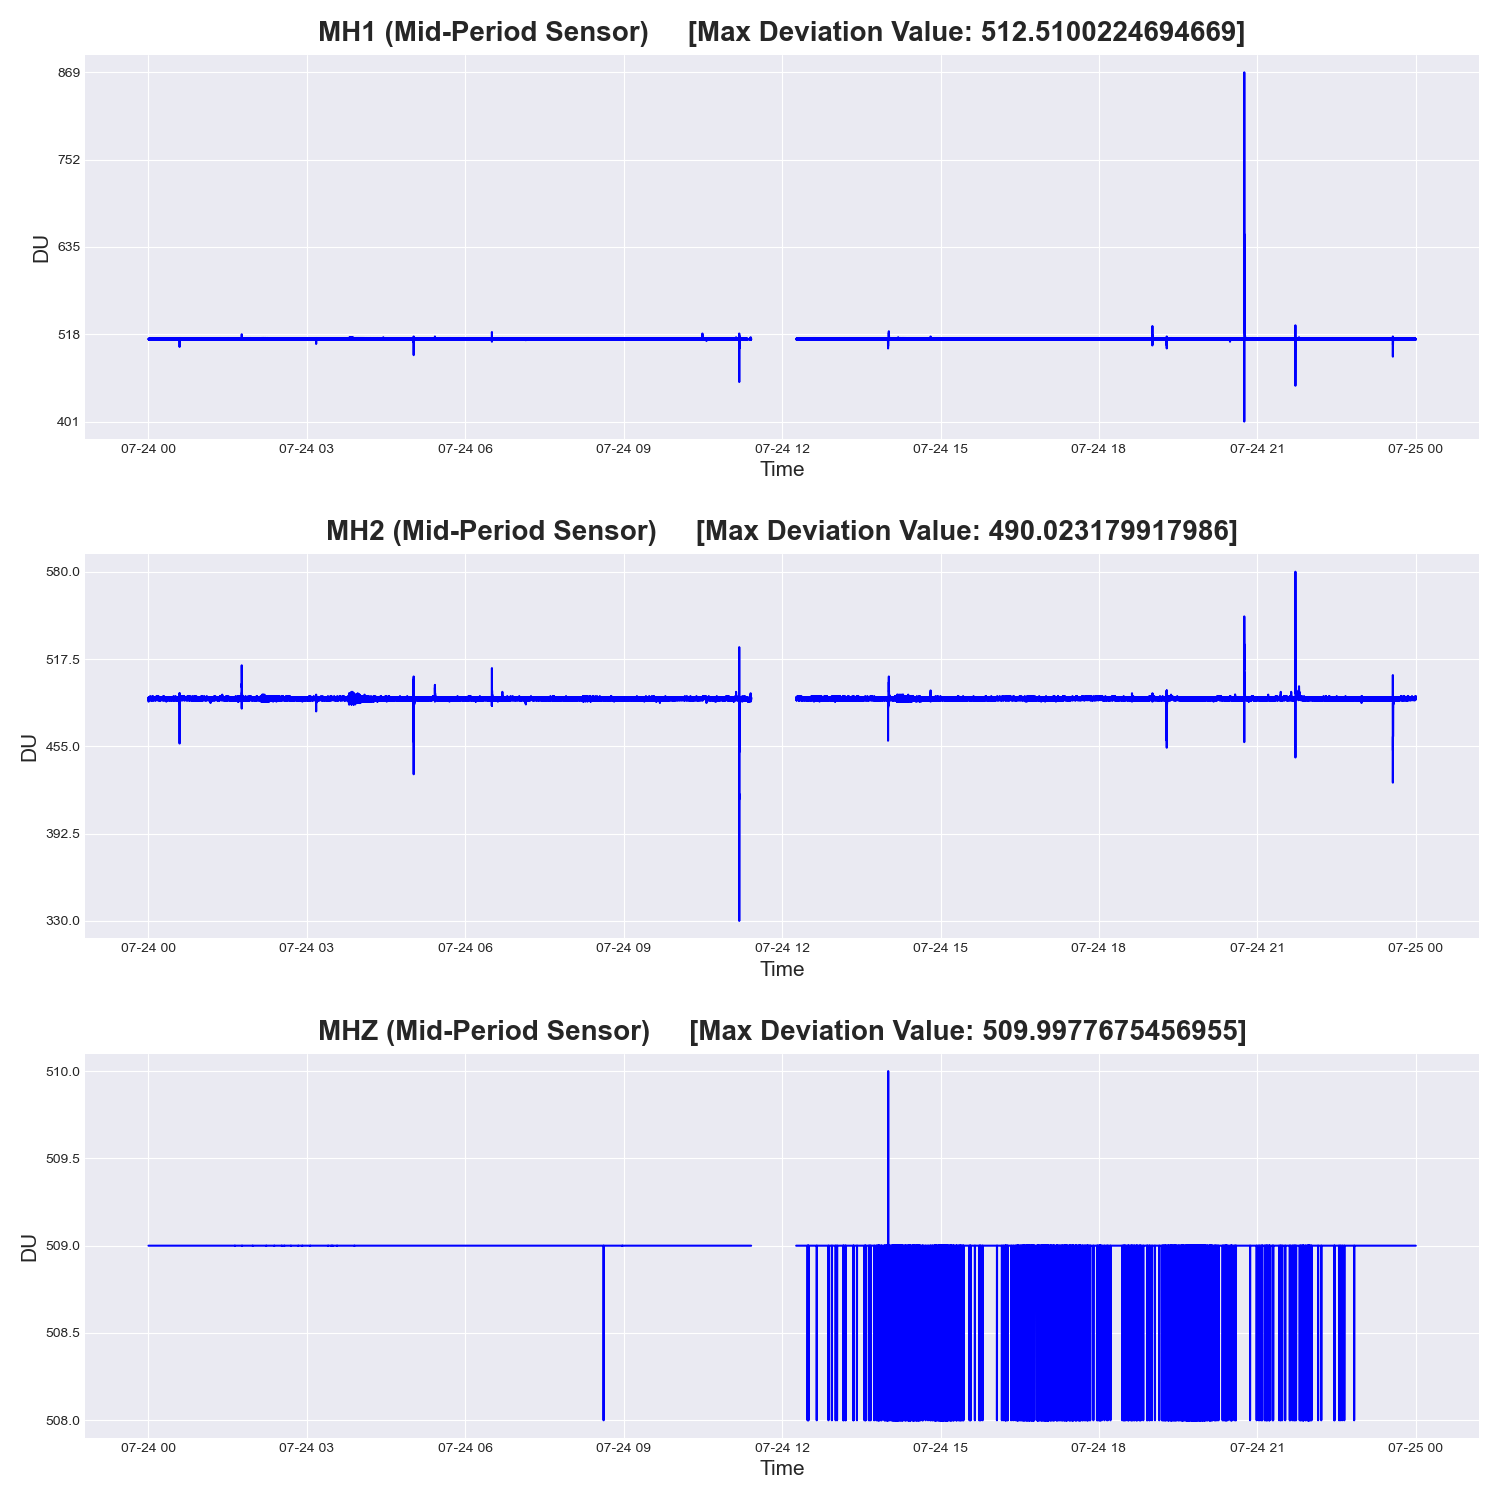 MH1 (Mid-Period Sensor) [Max Deviation Value: 512.5100224694669]
869
752
635
518
401
DU
07-24 00 07-24 03 07-24 06 07-24 09 07-24 12 07-24 15 07-24 18 07-24 21 07-25 00
Time
MH2 (Mid-Period Sensor) [Max Deviation Value: 490.023179917986]
580.0
517.5
455.0
392.5
330.0
DU
07-24 00 07-24 03 07-24 06 07-24 09 07-24 12 07-24 15 07-24 18 07-24 21 07-25 00
Time
MHZ (Mid-Period Sensor) [Max Deviation Value: 509.9977675456955]
510.0
509.5
509.0
508.5
508.0
DU
07-24 00 07-24 03 07-24 06 07-24 09 07-24 12 07-24 15 07-24 18 07-24 21 07-25 00
Time